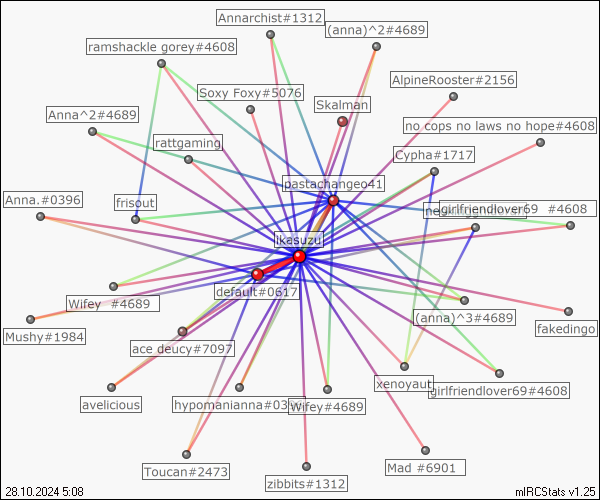 Annarchist#1312
(anna)^2#4689
ramshackle gorey#4608
AlpineRooster#2156
Soxy Foxy#5076
Skalman
Anna^2#4689
no cops no laws no hope#4608
rattgaming
Cypha#1717
pastachangeo41
Anna.#0396
frisout
girlfriendlover69 #4608
ikasuzu
default#0617
Wifey #4689
(anna)^3#4689
Mushy#1984
fakedingo
ace deucy#7097
xenoyaut
girlfriendlover69#4608
avelicious
hypomanianna#03
Wifey#4689
Toucan#2473
Mad #6901
zibbits#1312
28.10.2024 5:08
mIRCStats v1.25